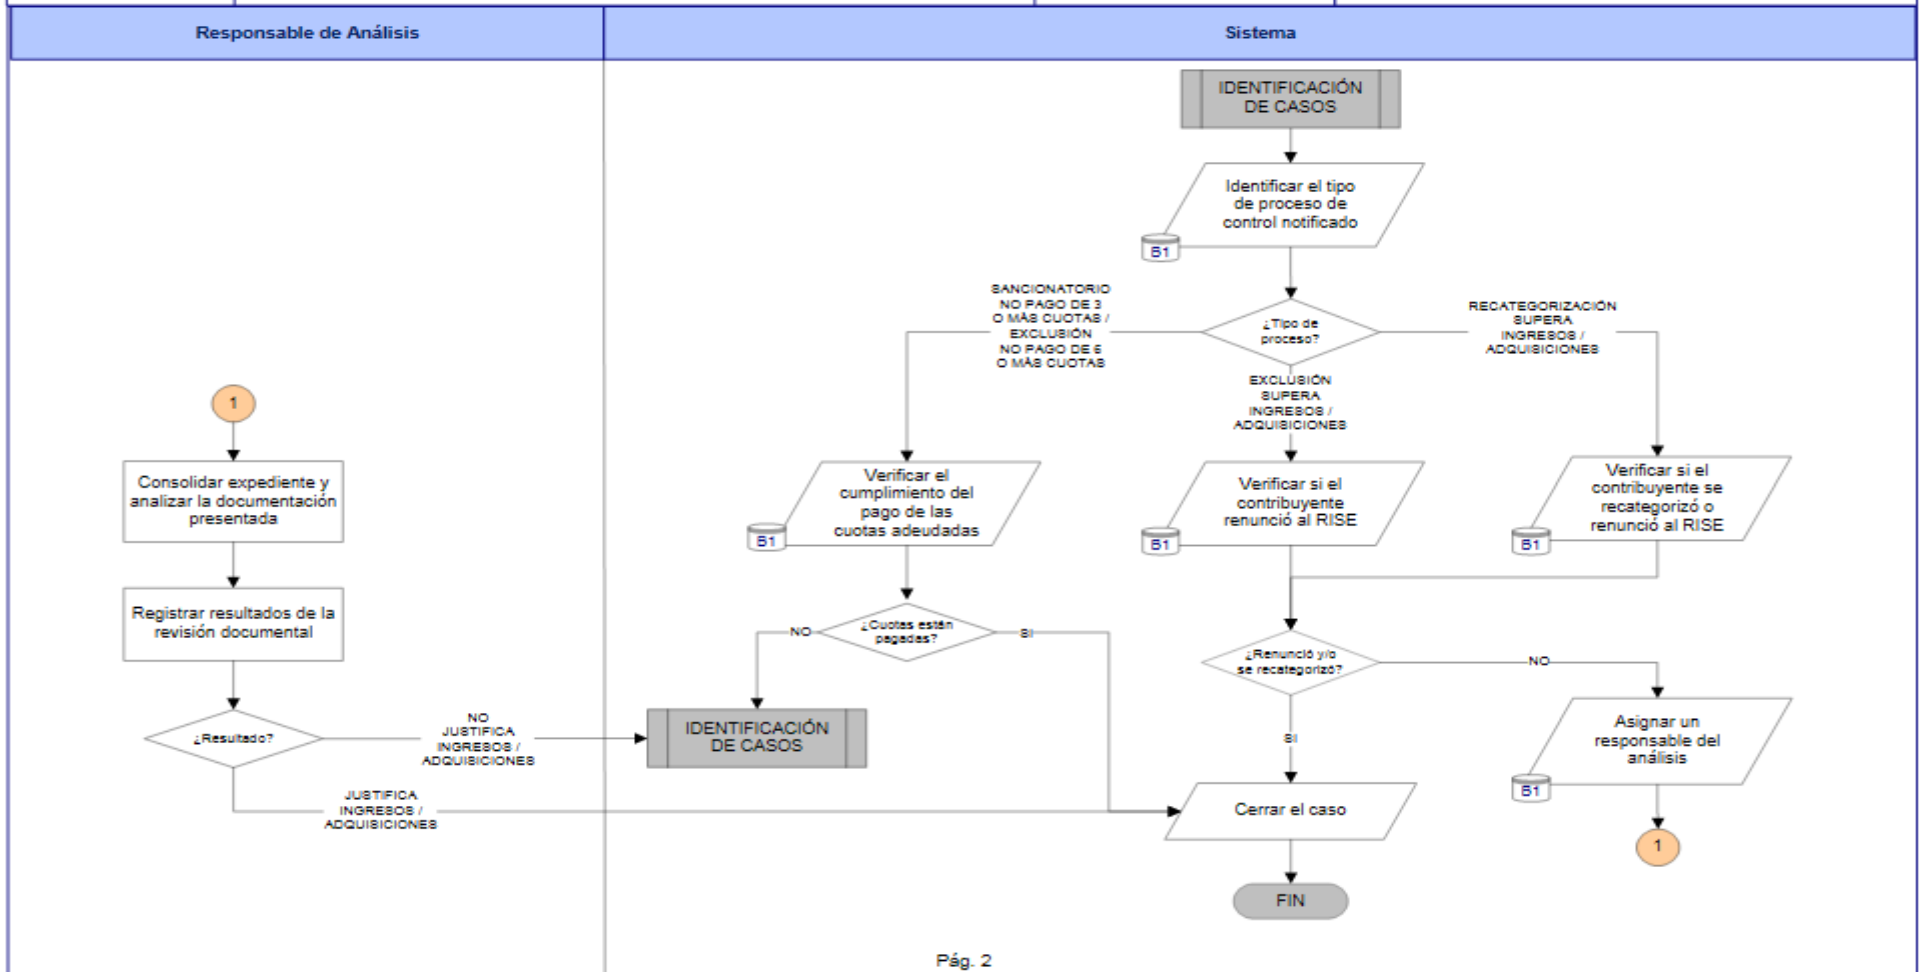 Responsable de Análisis
Sistema
IDENTIFICACIÓN
DE CASOS
Identificar el tipo
de proceso de
control notificado
B1
¿Tipo de
proceso?
SANCIONATORIO
NO PAGO DE 3
O MÁS CUOTAS /
EXCLUSIÓN
NO PAGO DE 6
O MÁS CUOTAS
EXCLUSIÓN
SUPERA
INGRESOS /
ADQUISICIONES
RECATEGORIZACIÓN
SUPERA
INGRESOS /
ADQUISICIONES
1
Consolidar expediente y
analizar la documentación
presentada
Verificar el
cumplimiento del
pago de las
cuotas adeudadas
B1
Verificar si el
contribuyente
renunció al RISE
B1
Verificar si el
contribuyente se
recategorizó o
renunció al RISE
B1
Registrar resultados de la
revisión documental
NO
¿Cuotas están
pagadas?
SI
¿Renunció y/o
se recategorizó?
NO
¿Resultado?
NO
JUSTIFICA
INGRESOS /
ADQUISICIONES
IDENTIFICACIÓN
DE CASOS
SI
Asignar un
responsable del
análisis
B1
JUSTIFICA
INGRESOS /
ADQUISICIONES
Cerrar el caso
1
FIN
Pág. 2